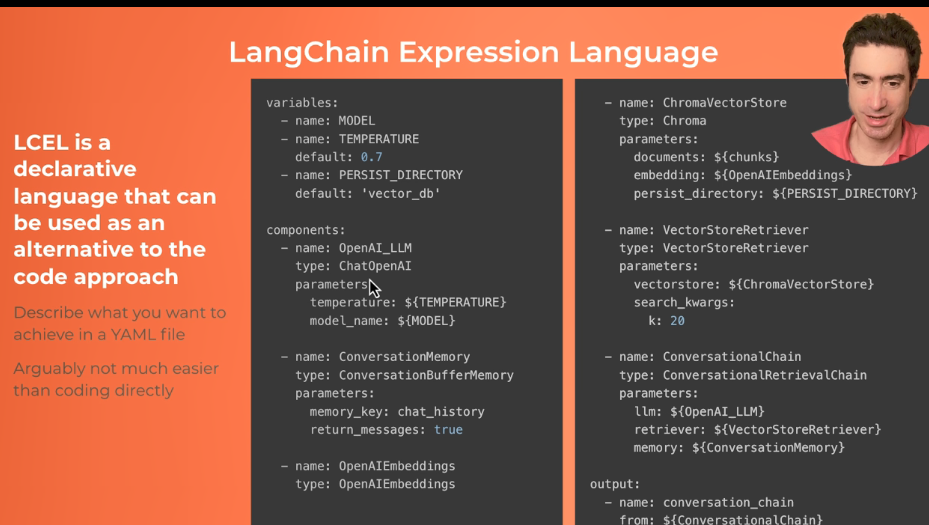 LangChain Expression Language
LCEL is a
declarative
language that can
be used as an
alternative to the
code approach
Describe what you want to
achieve in a YAML file
Arguably not much easier
than coding directly
variables:
  - name: MODEL
  - name: TEMPERATURE
    default: 0.7
  - name: PERSIST_DIRECTORY
    default: 'vector_db'
components:
  - name: OpenAI_LLM
    type: ChatOpenAI
    parameters
      temperature: ${TEMPERATURE}
      model_name: ${MODEL}
  - name: ConversationMemory
    type: ConversationBufferMemory
    parameters:
      memory_key: chat_history
      return_messages: true
  - name: OpenAIEmbeddings
    type: OpenAIEmbeddings
  - name: ChromaVectorStore
    type: Chroma
    parameters:
      documents: ${chunks}
      embedding: ${OpenAIEmbeddings}
      persist_directory: ${PERSIST_DIRECTORY}
  - name: VectorStoreRetriever
    type: VectorStoreRetriever
    parameters:
      vectorstore: ${ChromaVectorStore}
      search_kwargs:
        k: 20
  - name: ConversationalChain
    type: ConversationalRetrievalChain
    parameters:
      llm: ${OpenAI_LLM}
      retriever: ${VectorStoreRetriever}
      memory: ${ConversationMemory}
output:
  - name: conversation_chain
    from: ${ConversationalChain}